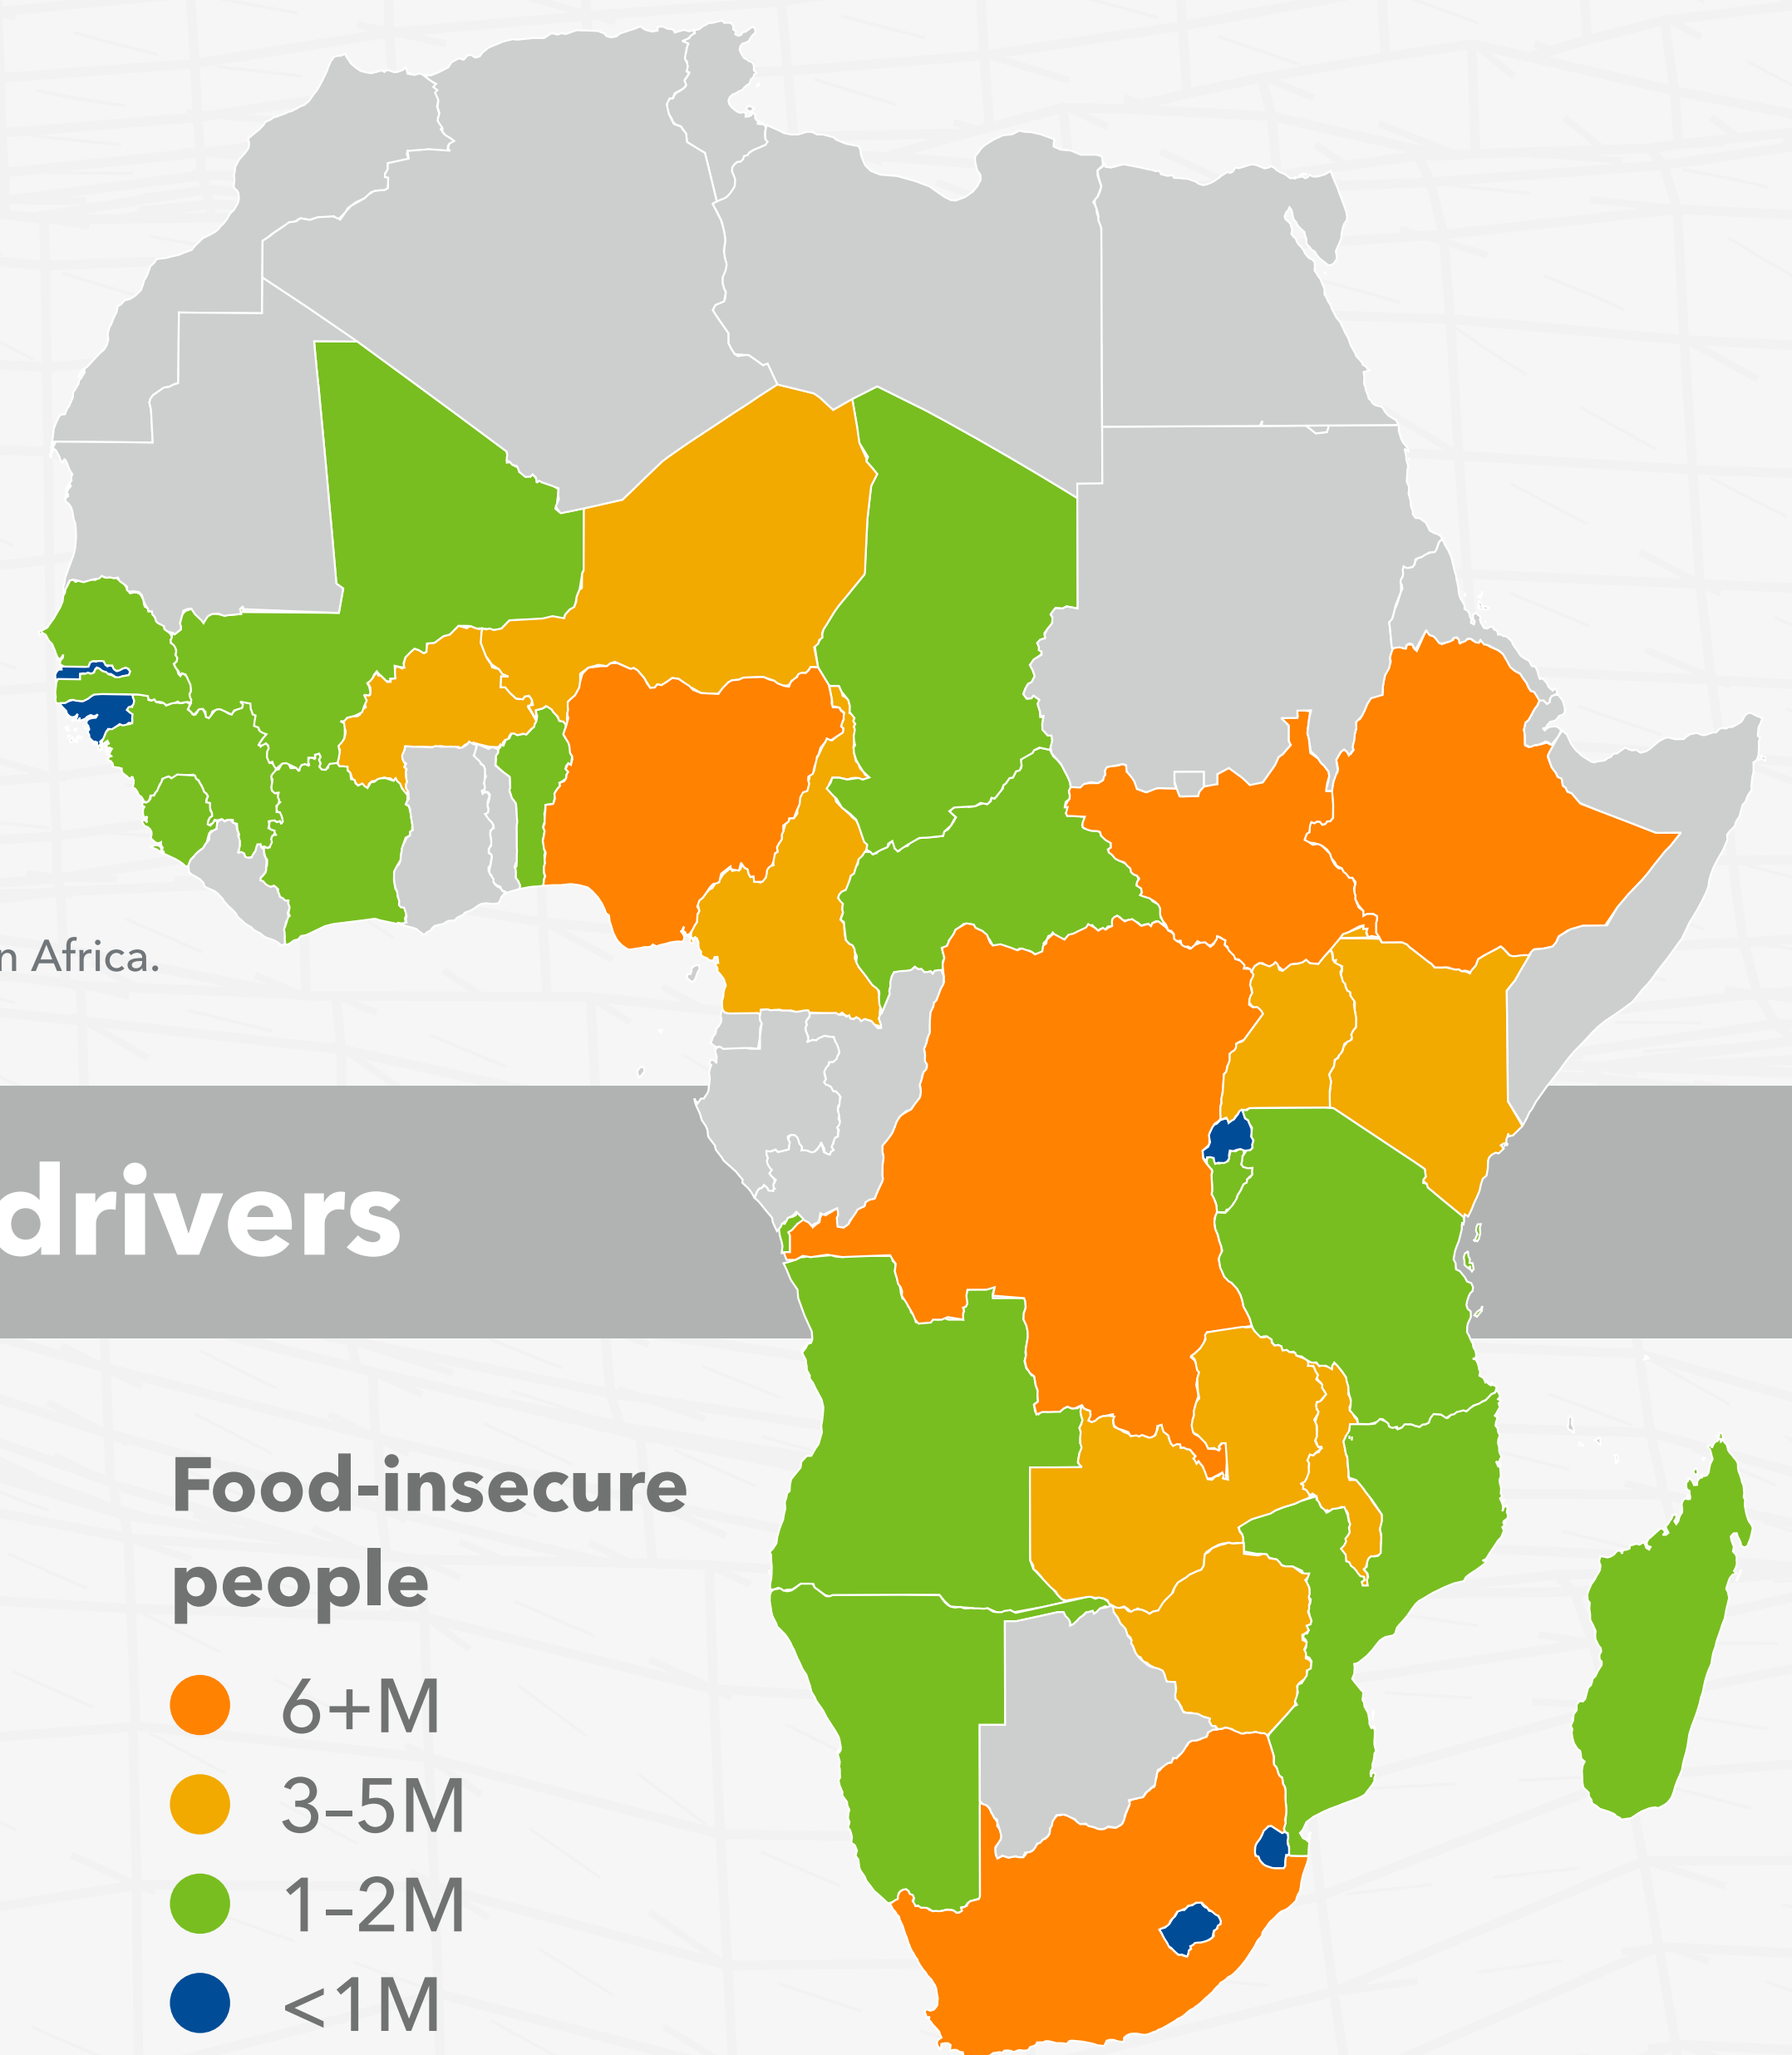 n Africa.
drivers
Food-insecure
people
6+M
3–5M
1–2M
<1M